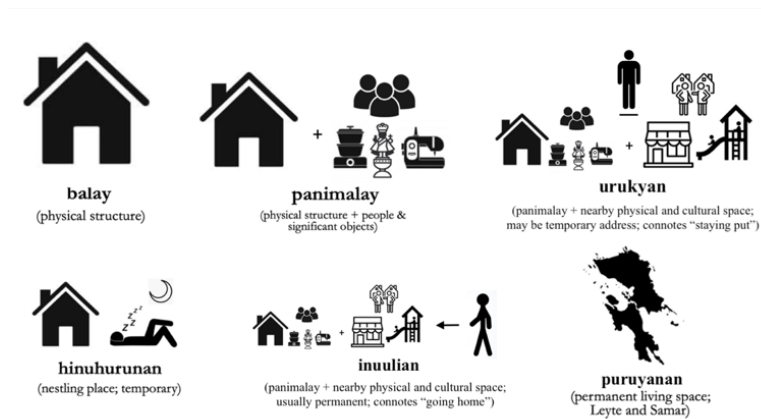 balay
(physical structure)
+
panimalay
(physical structure + people &
significant objects)
+
urukyan
(panimalay + nearby physical and cultural space;
may be temporary address; connotes “staying put”)
zzzzz
hinuhurunan
(nestling place; temporary)
+
inuulian
(panimalay + nearby physical and cultural space;
usually permanent; connotes “going home”)
puruyanan
(permanent living space;
Leyte and Samar)